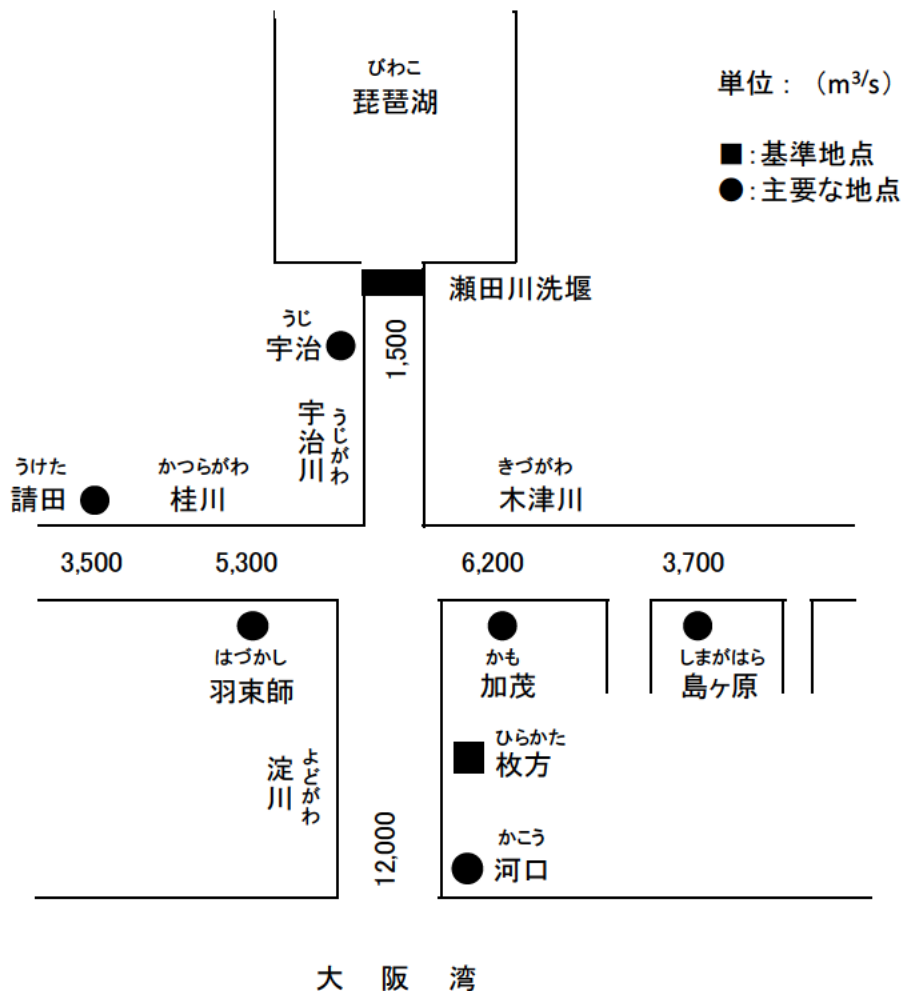 びわこ
琵琶湖
単位：（m³/s）
■：基準地点
●：主要な地点
瀬田川洗堰
うじ
宇治
1,500
宇治川
うじがわ
うけた
請田
かつらがわ
桂川
きづがわ
木津川
3,500
5,300
6,200
3,700
はづかし
羽束師
かも
加茂
しまがはら
島ヶ原
ひらかた
枚方
淀川
よどがわ
12,000
かこう
河口
大阪湾